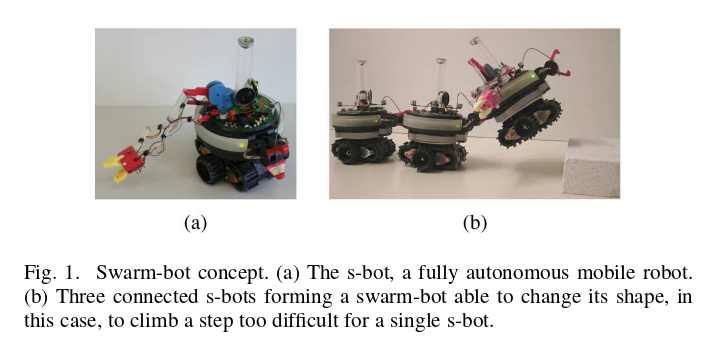 (a)
(b)
Fig. 1. Swarm-bot concept. (a) The s-bot, a fully autonomous mobile robot.
(b) Three connected s-bots forming a swarm-bot able to change its shape, in
this case, to climb a step too difficult for a single s-bot.